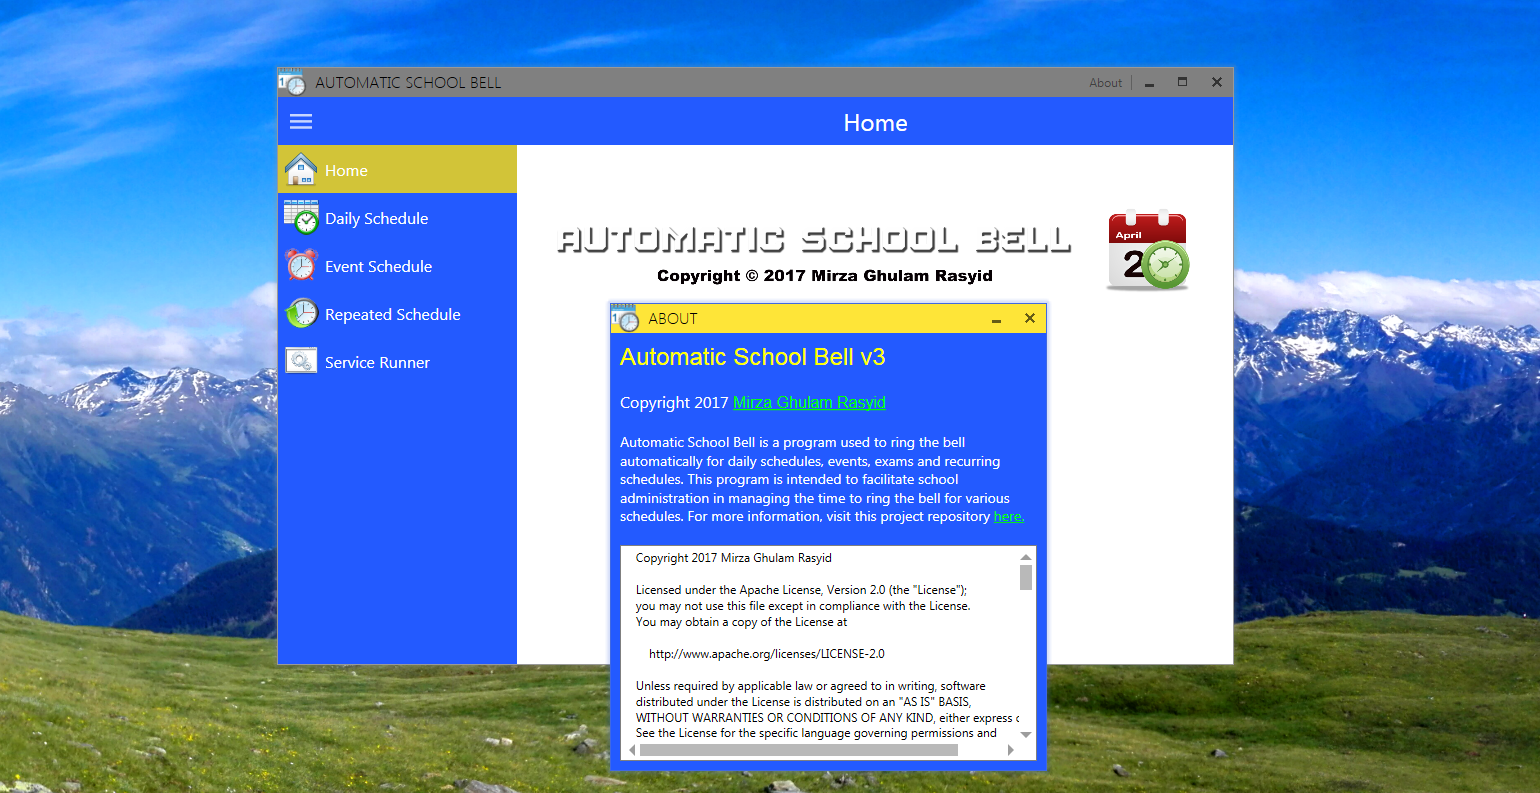 AUTOMATIC SCHOOL BELL
About
Home
Home
Daily Schedule
Event Schedule
Repeated Schedule
Service Runner
AUTOMATIC SCHOOL BELL
Copyright © 2017 Mirza Ghulam Rasyid
April
2
ABOUT
Automatic School Bell v3
Copyright 2017 Mirza Ghulam Rasyid
Automatic School Bell is a program used to ring the bell
automatically for daily schedules, events, exams and recurring
schedules. This program is intended to facilitate school
administration in managing the time to ring the bell for various
schedules. For more information, visit this project repository here.
Copyright 2017 Mirza Ghulam Rasyid
Licensed under the Apache License, Version 2.0 (the "License");
you may not use this file except in compliance with the License.
You may obtain a copy of the License at
http://www.apache.org/licenses/LICENSE-2.0
Unless required by applicable law or agreed to in writing, software
distributed under the License is distributed on an "AS IS" BASIS,
WITHOUT WARRANTIES OR CONDITIONS OF ANY KIND, either express
See the License for the specific language governing permissions and